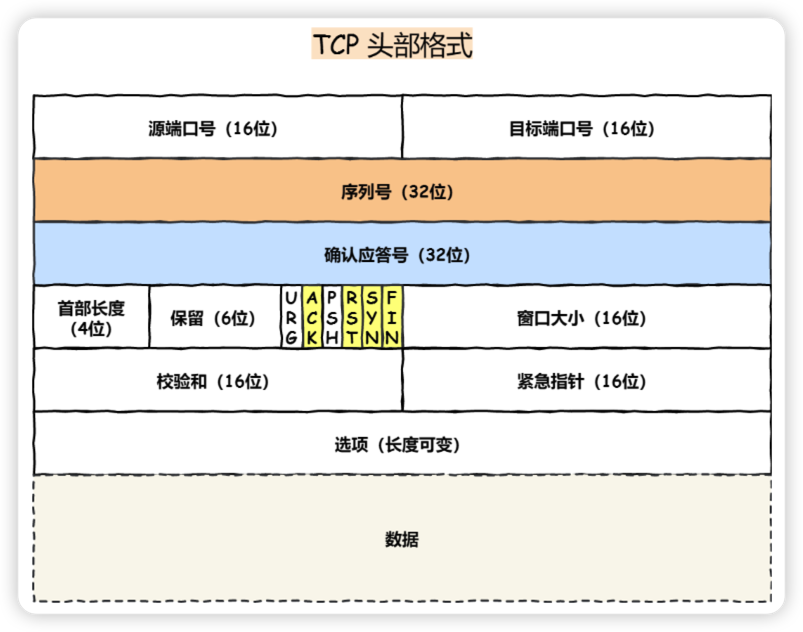 TCP 头部格式
源端口号（16位）
目标端口号（16位）
序列号（32位）
确认应答号（32位）
首部长度
（4位）
保留（6位）
URG
ACK
PSH
RST
SYN
FIN
窗口大小（16位）
校验和（16位）
紧急指针（16位）
选项（长度可变）
数据